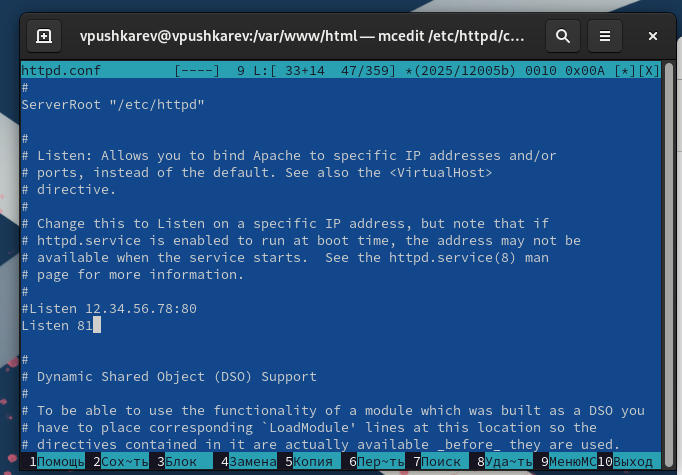 vpushkarev@vpushkarev:/var/www/html — mcedit /etc/httpd/c...
httpd.conf [----] 9 L:[ 33+14 47/359] *(2025/12005b) 0010 0x00A [*][X]
#
ServerRoot "/etc/httpd"
#
# Listen: Allows you to bind Apache to specific IP addresses and/or
# ports, instead of the default. See also the <VirtualHost>
# directive.
#
# Change this to Listen on a specific IP address, but note that if
# httpd.service is enabled to run at boot time, the address may not be
# available when the service starts.  See the httpd.service(8) man
# page for more information.
#
#Listen 12.34.56.78:80
Listen 81
#
# Dynamic Shared Object (DSO) Support
#
# To be able to use the functionality of a module which was built as a DSO you
# have to place corresponding `LoadModule' lines at this location so the
# directives contained in it are actually available _before_ they are used.
1Помощь 2Сох~ть 3Блок 4Замена 5Копия 6Пер~ть 7Поиск 8Уда~ть 9МенюMC 10Выход